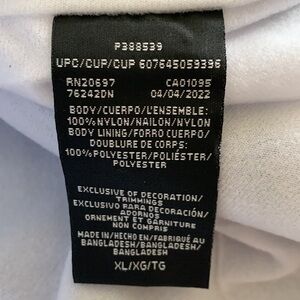 P388539
UPC/CUP/CUP 607645059396
RN20697 CA01095
76242DN 04/04/2022
BODY/CUERPO/L'ENSEMBLE:
100%NYLON/NAILON/NYLON
BODY LINING/FORRO CUERPO/
DOUBLURE DE CORPS:
100%POLYESTER/POLIÉSTER/
POLYESTER
EXCLUSIVE OF DECORATION/
TRIMMINGS
EXCLUSIVO PARA DECORACIÓN/
ADORNOS
ORNEMENT ET GARNITURE
NON COMPRIS
MADE IN/HECHO EN/FABRIQUÉ AU
BANGLADESH/BANGLADESH/
BANGLADESH
XL/XG/TG